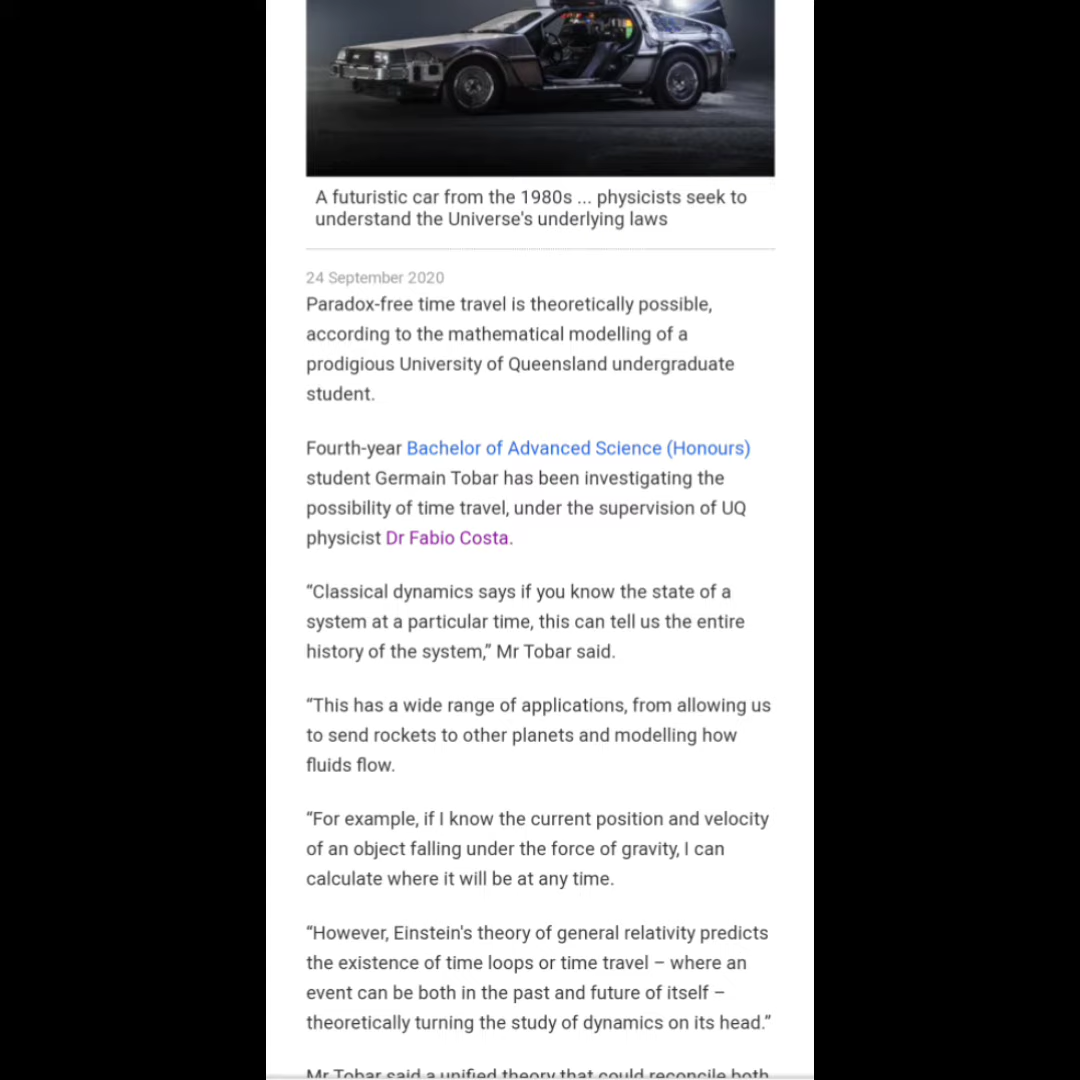 A futuristic car from the 1980s ... physicists seek to
understand the Universe's underlying laws
24 September 2020
Paradox-free time travel is theoretically possible,
according to the mathematical modelling of a
prodigious University of Queensland undergraduate
student.
Fourth-year Bachelor of Advanced Science (Honours)
student Germain Tobar has been investigating the
possibility of time travel, under the supervision of UQ
physicist Dr Fabio Costa.
“Classical dynamics says if you know the state of a
system at a particular time, this can tell us the entire
history of the system,” Mr Tobar said.
“This has a wide range of applications, from allowing us
to send rockets to other planets and modelling how
fluids flow.
“For example, if I know the current position and velocity
of an object falling under the force of gravity, I can
calculate where it will be at any time.
“However, Einstein's theory of general relativity predicts
the existence of time loops or time travel – where an
event can be both in the past and future of itself –
theoretically turning the study of dynamics on its head.”
Mr Tobar said a unified theory that could reconcile both